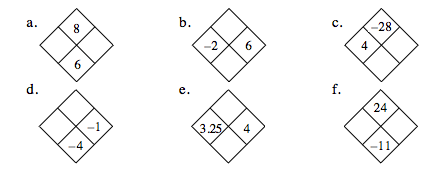 a. b. c.
8 –28
–2 6 4
6
d. e. f.
24
–1 3.25 4
–4 –11